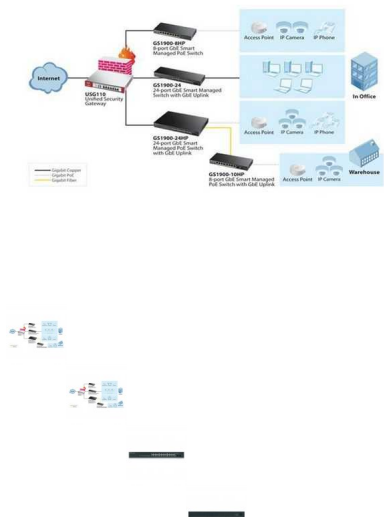 GS1900-8HP
8-port GbE Smart
Managed PoE Switch
Access Point IP Camera IP Phone
Internet
GS1900-24
24-port GbE Smart Managed
Switch with GbE Uplink
USG110
Unified Security
Gateway
In Office
GS1900-24HP
24-port GbE Smart
Managed PoE Switch
with GbE Uplink
Access Point IP Camera IP Phone
GS1900-10HP
8-port GbE Smart Managed
PoE Switch with GbE Uplink
Access Point IP Camera
Warehouse
Gigabit Copper
Gigabit PoE
Gigabit Fiber